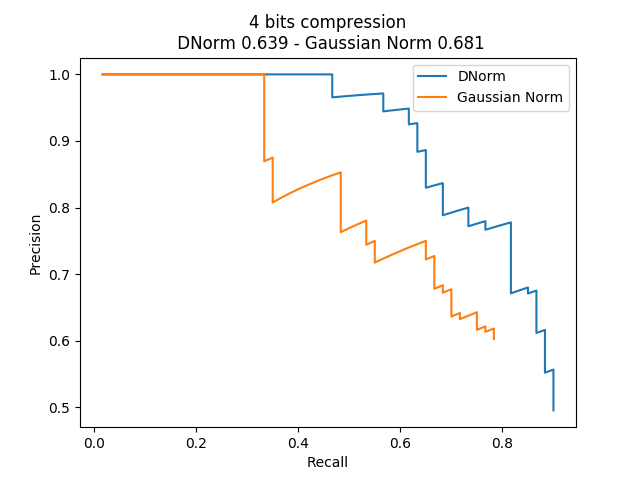 4 bits compression
DNorm 0.639 - Gaussian Norm 0.681
DNorm
Gaussian Norm
1.0
0.9
0.8
0.7
0.6
0.5
Precision
0.0 0.2 0.4 0.6 0.8
Recall